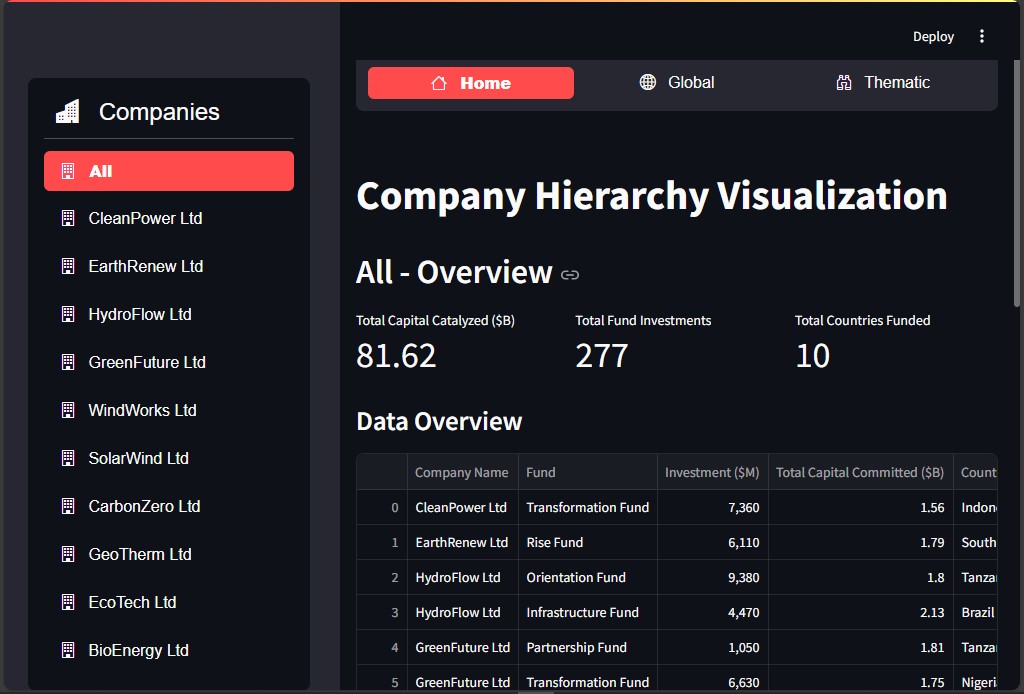 Deploy
Companies
All
CleanPower Ltd
EarthRenew Ltd
HydroFlow Ltd
GreenFuture Ltd
WindWorks Ltd
SolarWind Ltd
CarbonZero Ltd
GeoTherm Ltd
EcoTech Ltd
BioEnergy Ltd
Home Global Thematic
Company Hierarchy Visualization
All - Overview
Total Capital Catalyzed ($B) Total Fund Investments Total Countries Funded
81.62 277 10
Data Overview
Company Name Fund Investment ($M) Total Capital Committed ($B) Count
0 CleanPower Ltd Transformation Fund 7,360 1.56 Indon
1 EarthRenew Ltd Rise Fund 6,110 1.79 South
2 HydroFlow Ltd Orientation Fund 9,380 1.8 Tanza
3 HydroFlow Ltd Infrastructure Fund 4,470 2.13 Brazil
4 GreenFuture Ltd Partnership Fund 1,050 1.81 Tanza
5 GreenFuture Ltd Transformation Fund 6,630 1.75 Nigeri